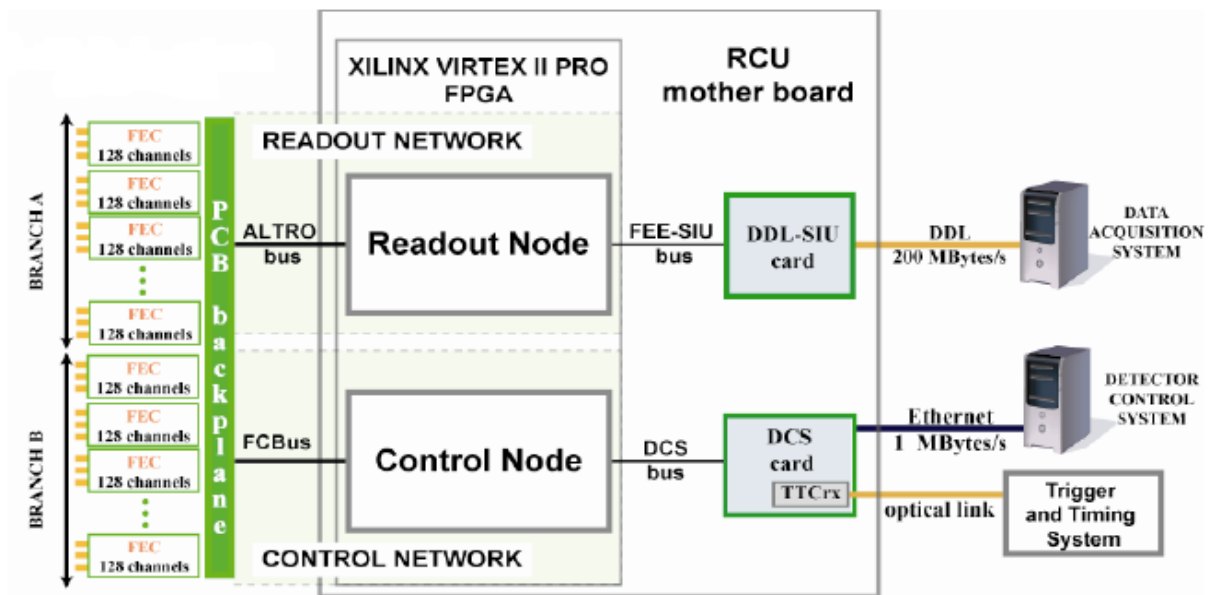 XILINX VIRTEX II PRO
FPGA
RCU
mother board
READOUT NETWORK
BRANCH A
FEC
128 channels
FEC
128 channels
FEC
128 channels
FEC
128 channels
BRANCH B
FEC
128 channels
FEC
128 channels
FEC
128 channels
FEC
128 channels
PCB backplane
ALTRO
bus
Readout Node
FEE-SIU
bus
DDL-SIU
card
DDL
200 MBytes/s
DATA
ACQUISITION
SYSTEM
FCBus
Control Node
DCS
bus
DCS
card
TTCrx
Ethernet
1 MBytes/s
DETECTOR
CONTROL
SYSTEM
optical link
Trigger
and Timing
System
CONTROL NETWORK